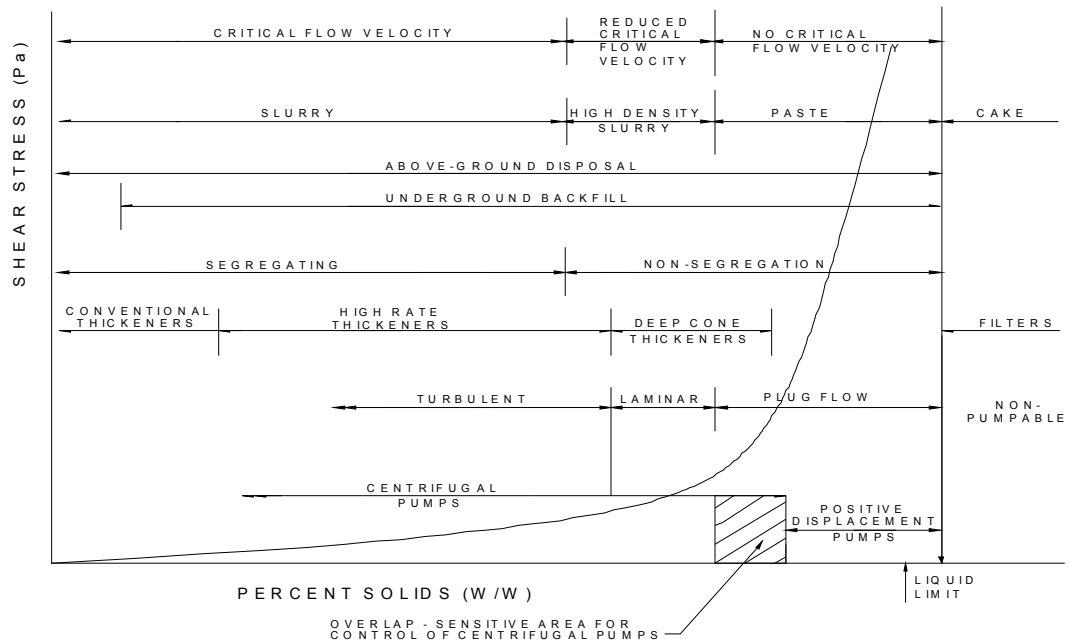 SHEAR STRESS (Pa)
CRITICAL FLOW VELOCITY
REDUCED
CRITICAL
FLOW
VELOCITY
NO CRITICAL
FLOW VELOCITY
SLURRY
HIGH DENSITY
SLURRY
PASTE
CAKE
ABOVE-GROUND DISPOSAL
UNDERGROUND BACKFILL
SEGREGATING
NON-SEGREGATION
CONVENTIONAL
THICKENERS
HIGH RATE
THICKENERS
DEEP CONE
THICKENERS
FILTERS
TURBULENT
LAMINAR
PLUG FLOW
NON-
PUMPABLE
CENTRIFUGAL
PUMPS
POSITIVE
DISPLACEMENT
PUMPS
PERCENT SOLIDS (W/W)
LIQUID
LIMIT
OVERLAP - SENSITIVE AREA FOR
CONTROL OF CENTRIFUGAL PUMPS